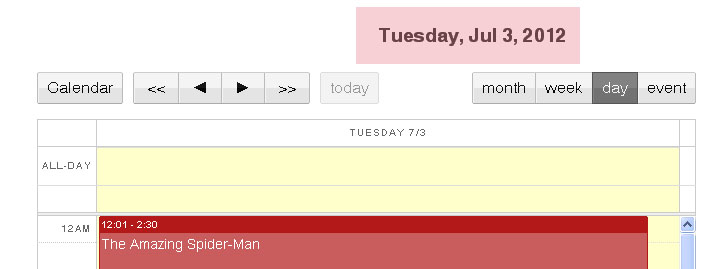 Tuesday, Jul 3, 2012
Calendar << ◀ ▶ >> today month week day event
TUESDAY 7/3
ALL-DAY
12AM 12:01 - 2:30
The Amazing Spider-Man